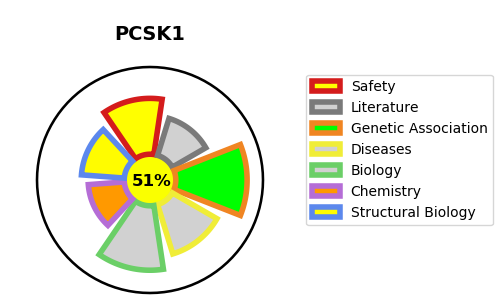 PCSK1
51%
Safety
Literature
Genetic Association
Diseases
Biology
Chemistry
Structural Biology